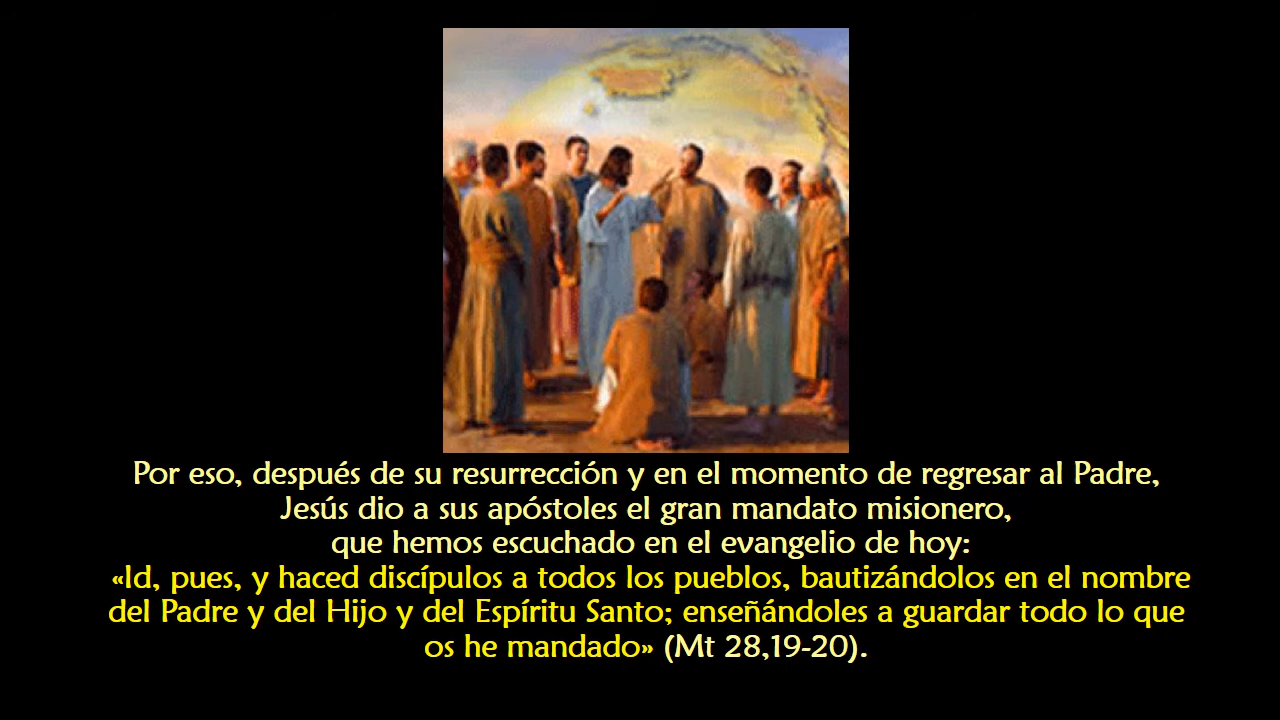 Por eso, después de su resurrección y en el momento de regresar al Padre,
Jesús dio a sus apóstoles el gran mandato misionero,
que hemos escuchado en el evangelio de hoy:
«Id, pues, y haced discípulos a todos los pueblos, bautizándolos en el nombre
del Padre y del Hijo y del Espíritu Santo; enseñándoles a guardar todo lo que
os he mandado» (Mt 28,19-20).